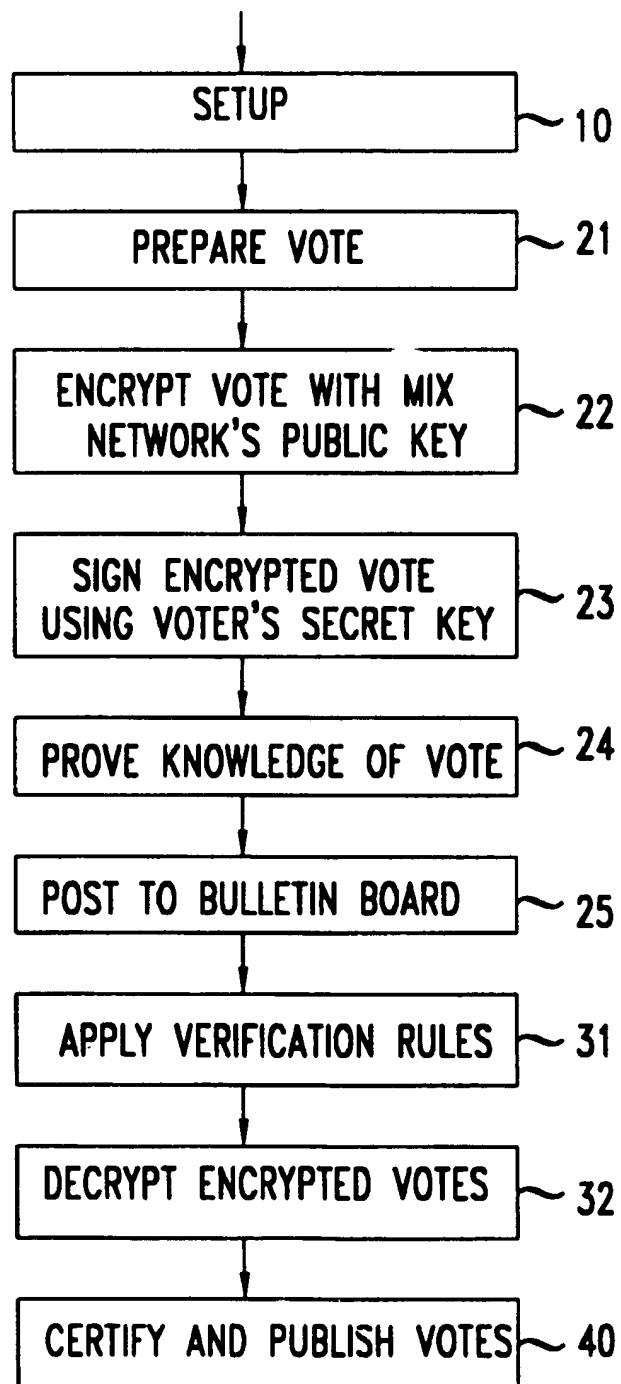 SETUP
10
PREPARE VOTE
21
ENCRYPT VOTE WITH MIX
NETWORK'S PUBLIC KEY
22
SIGN ENCRYPTED VOTE
USING VOTER'S SECRET KEY
23
PROVE KNOWLEDGE OF VOTE
24
POST TO BULLETIN BOARD
25
APPLY VERIFICATION RULES
31
DECRYPT ENCRYPTED VOTES
32
CERTIFY AND PUBLISH VOTES
40